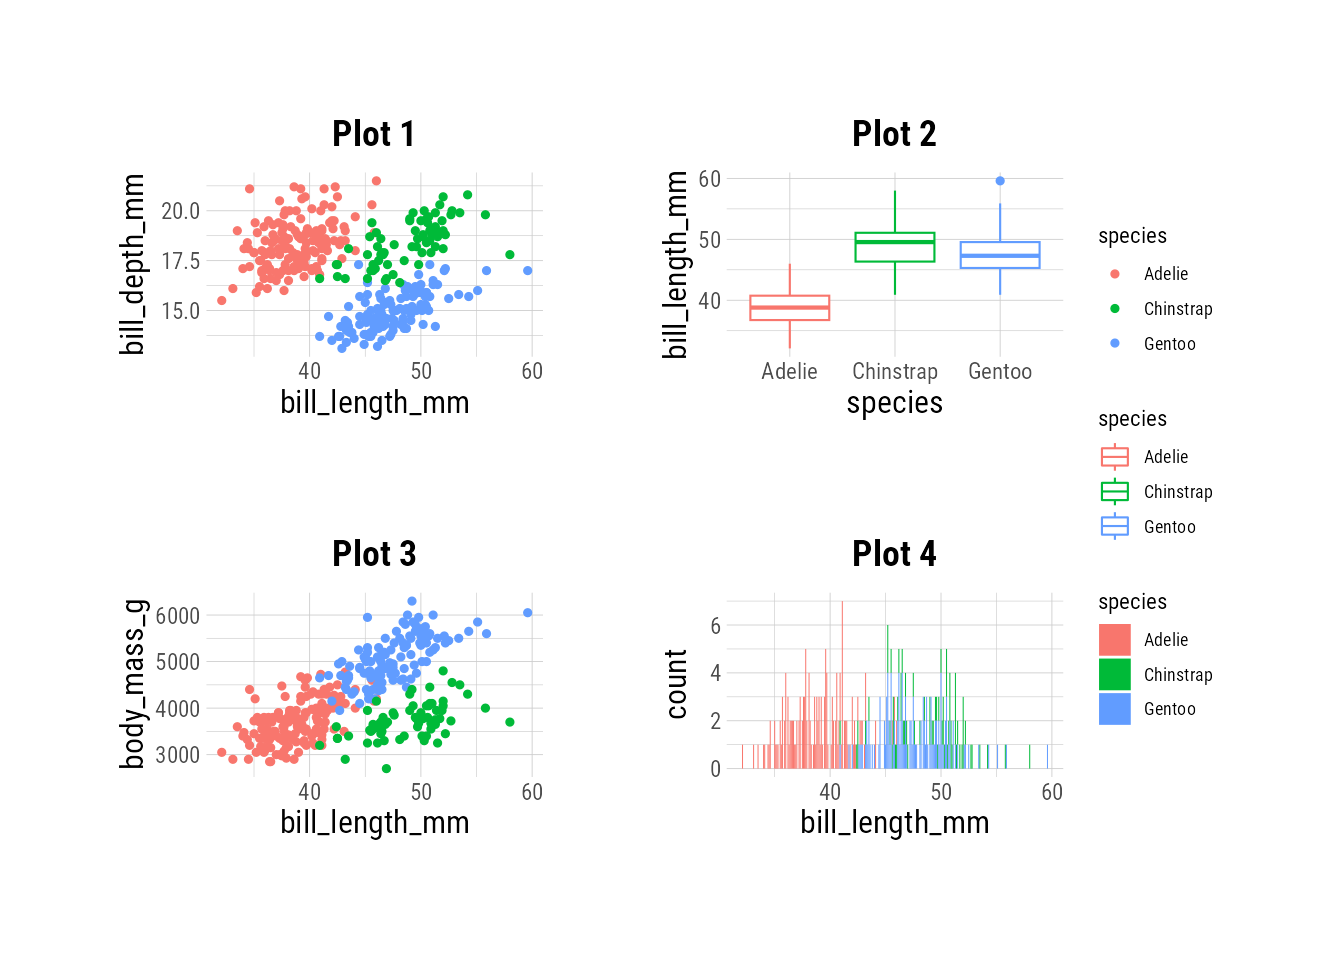 Plot 1
bill_depth_mm
20.0
17.5
15.0
40 50 60
bill_length_mm
Plot 2
bill_length_mm
60
50
40
Adelie Chinstrap Gentoo
species
species
Adelie
Chinstrap
Gentoo
species
Adelie
Chinstrap
Gentoo
species
Adelie
Chinstrap
Gentoo
Plot 3
body_mass_g
6000
5000
4000
3000
40 50 60
bill_length_mm
Plot 4
count
6
4
2
0
40 50 60
bill_length_mm